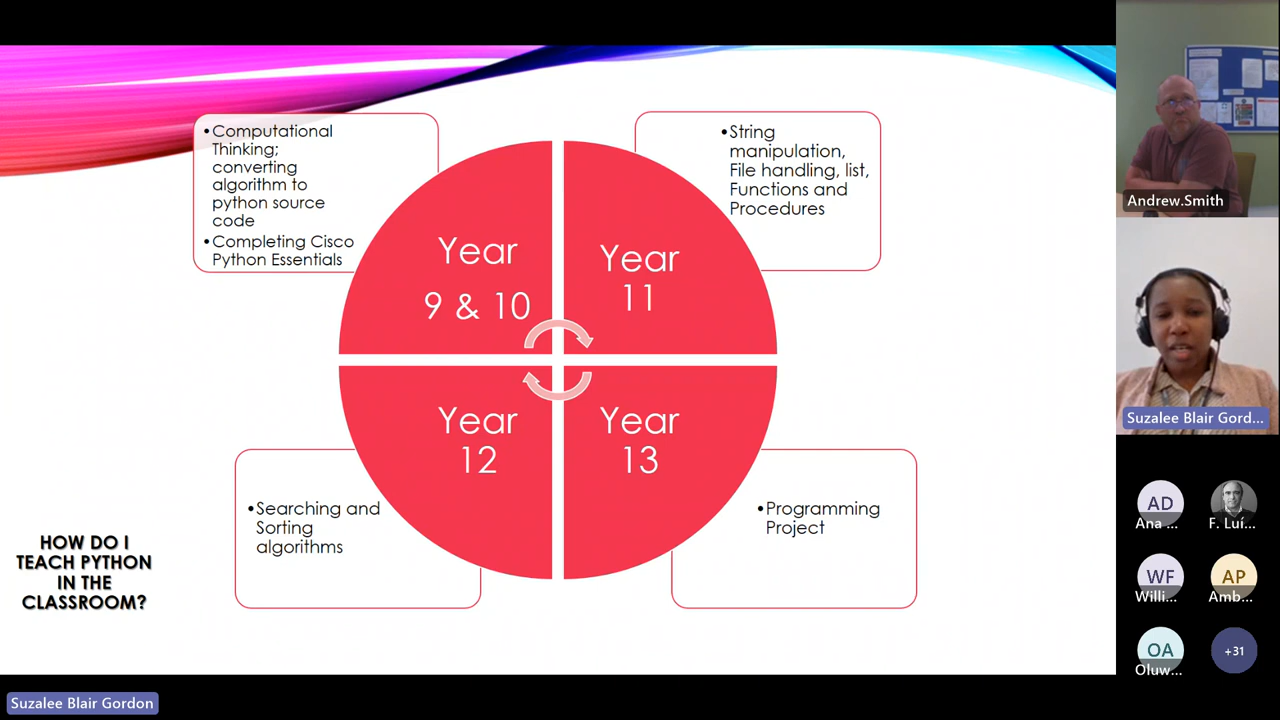 •Computational
Thinking;
converting
algorithm to
python source
code
•Completing Cisco
Python Essentials
•String
manipulation,
File handling, list,
Functions and
Procedures
Year
9 & 10
Year
11
Year
12
Year
13
•Searching and
Sorting
algorithms
•Programming
Project
HOW DO I
TEACH PYTHON
IN THE
CLASSROOM?
Suzalee Blair Gordon
Andrew.Smith
Suzalee Blair Gord...
AD
Ana ...
F. Luí...
WF
Willi...
AP
Amb...
OA
Oluw...
+31